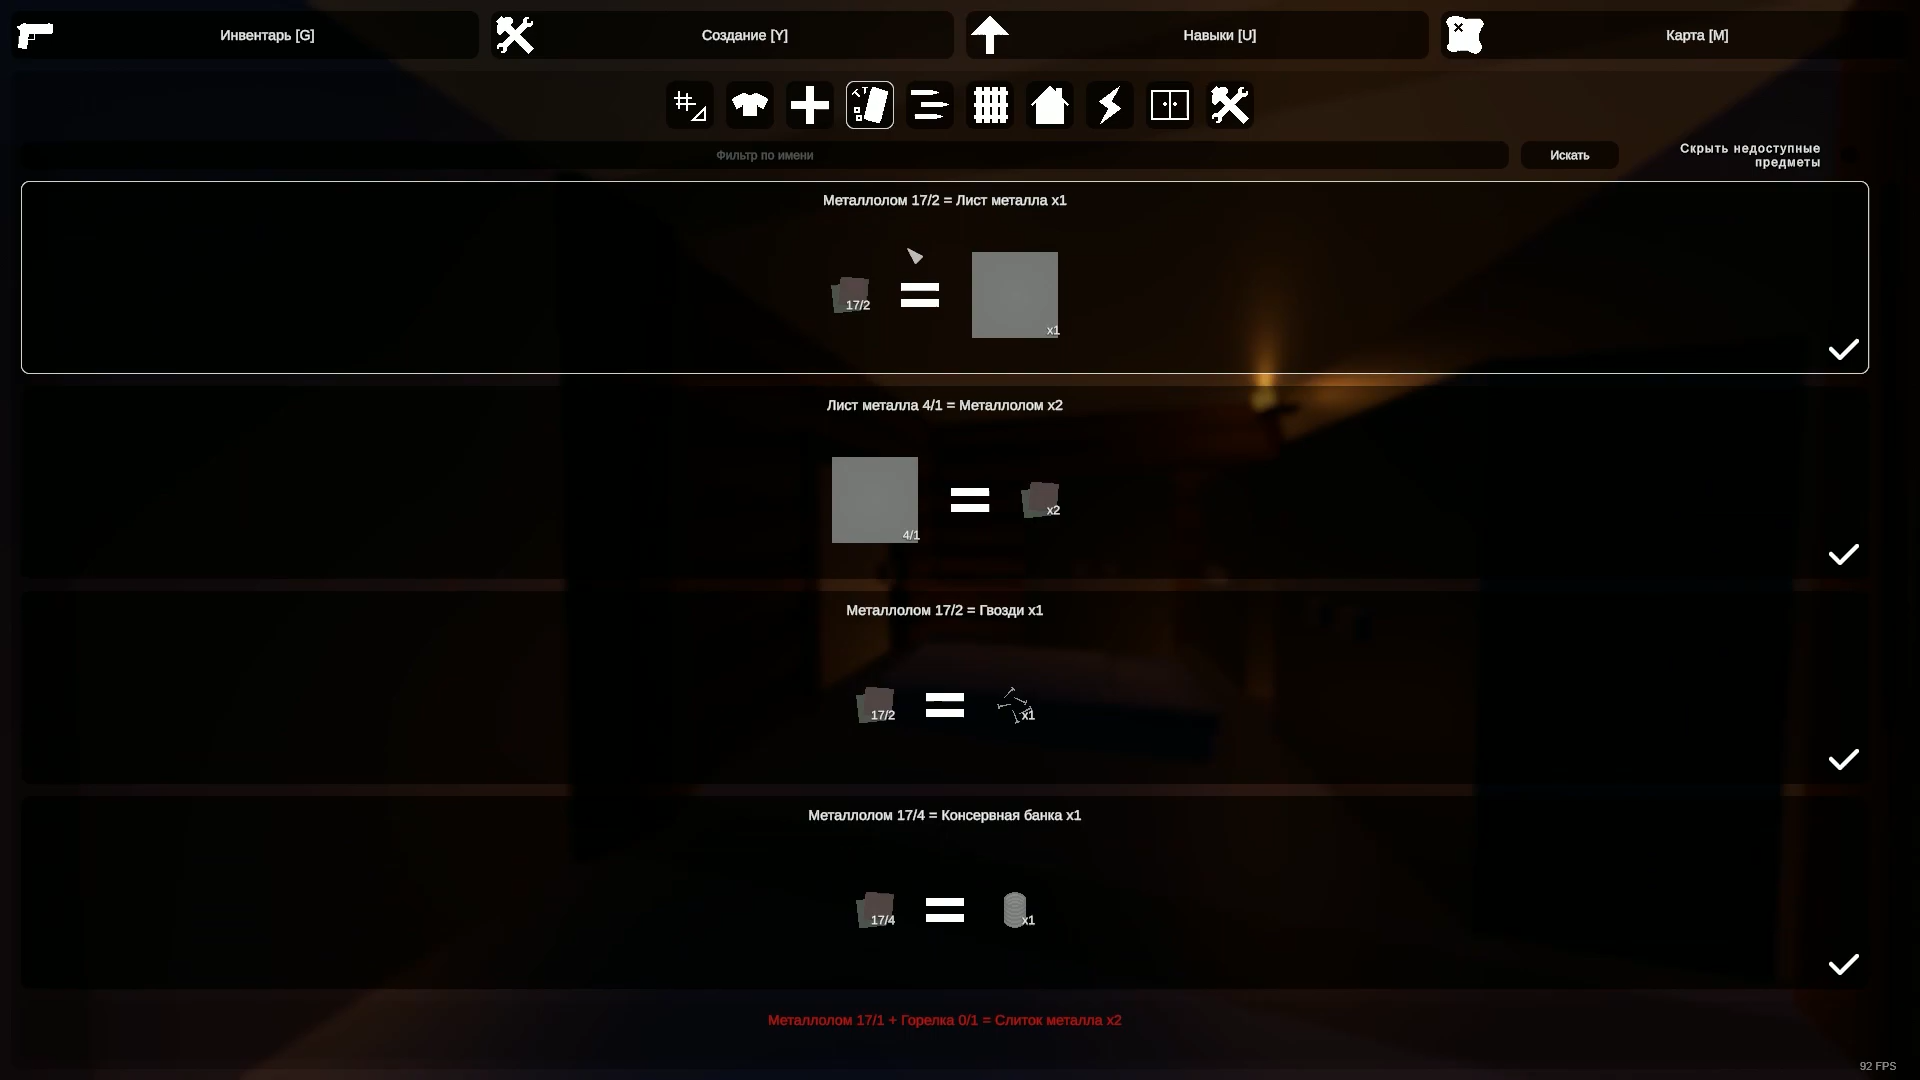 Инвентарь [G]
Создание [Y]
Навыки [U]
Карта [M]
Фильтр по имени
Искать
Скрыть недоступные
предметы
Металлолом 17/2 = Лист металла x1
17/2
x1
Лист металла 4/1 = Металлолом x2
4/1
x2
Металлолом 17/2 = Гвозди x1
17/2
x1
Металлолом 17/4 = Консервная банка x1
17/4
x1
Металлолом 17/1 + Горелка 0/1 = Слиток металла x2
92 FPS